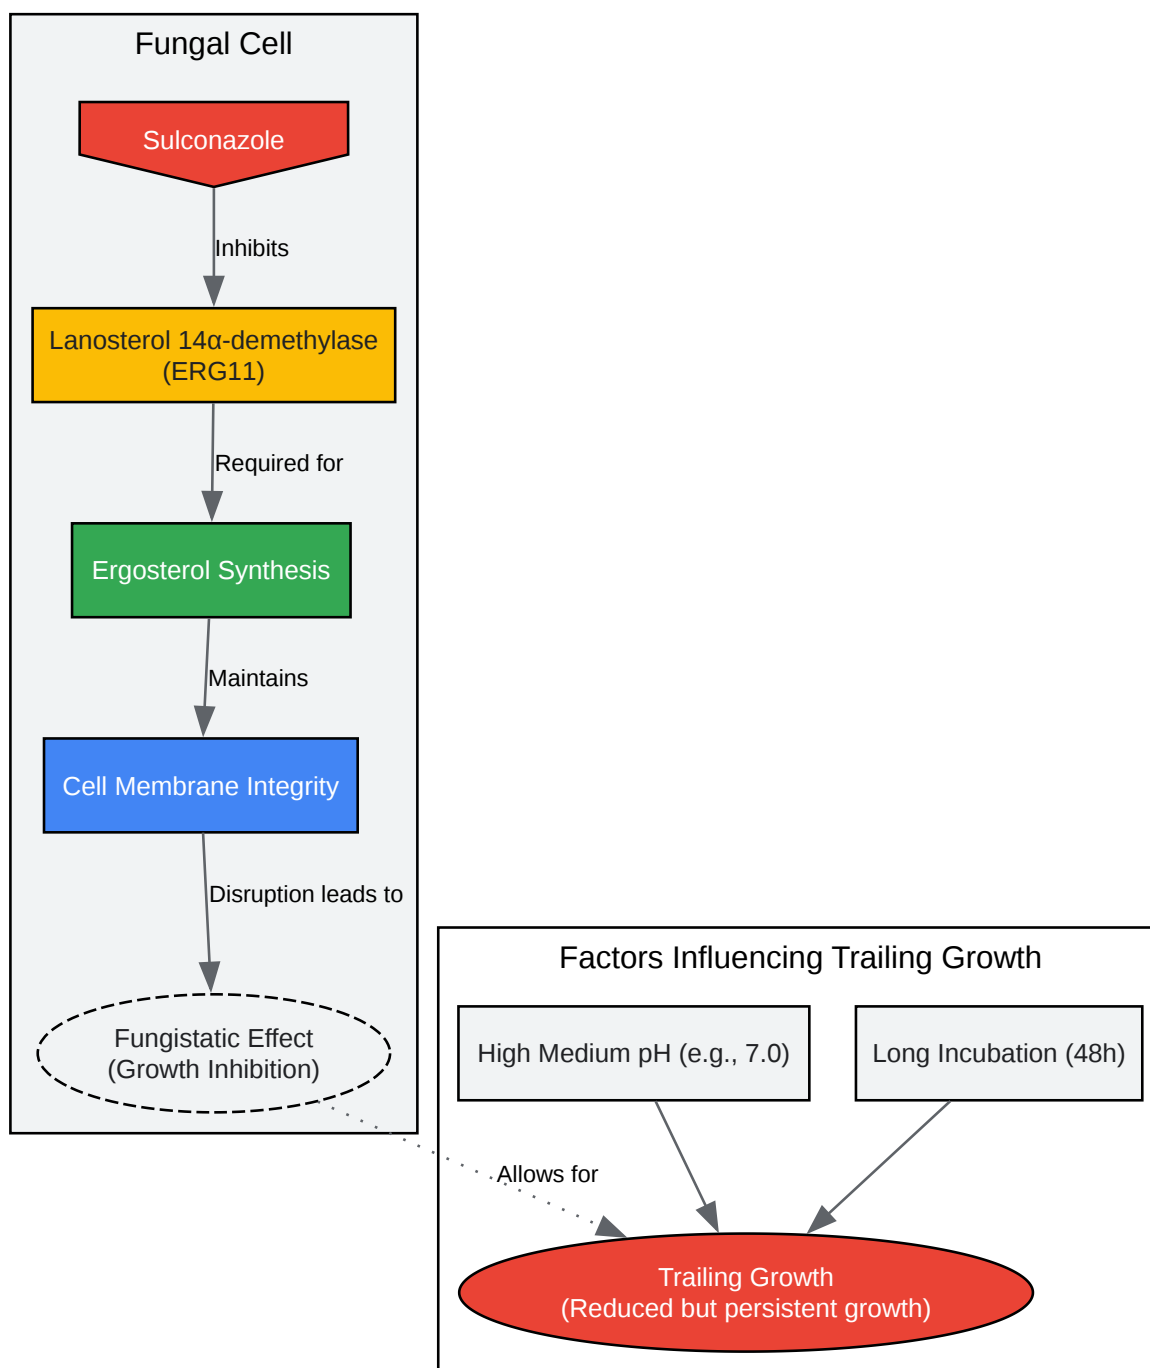 Fungal Cell
Sulconazole
Inhibits
Lanosterol 14α-demethylase
(ERG11)
Required for
Ergosterol Synthesis
Maintains
Cell Membrane Integrity
Disruption leads to
Fungistatic Effect
(Growth Inhibition)
Factors Influencing Trailing Growth
High Medium pH (e.g., 7.0)
Long Incubation (48h)
Allows for
Trailing Growth
(Reduced but persistent growth)